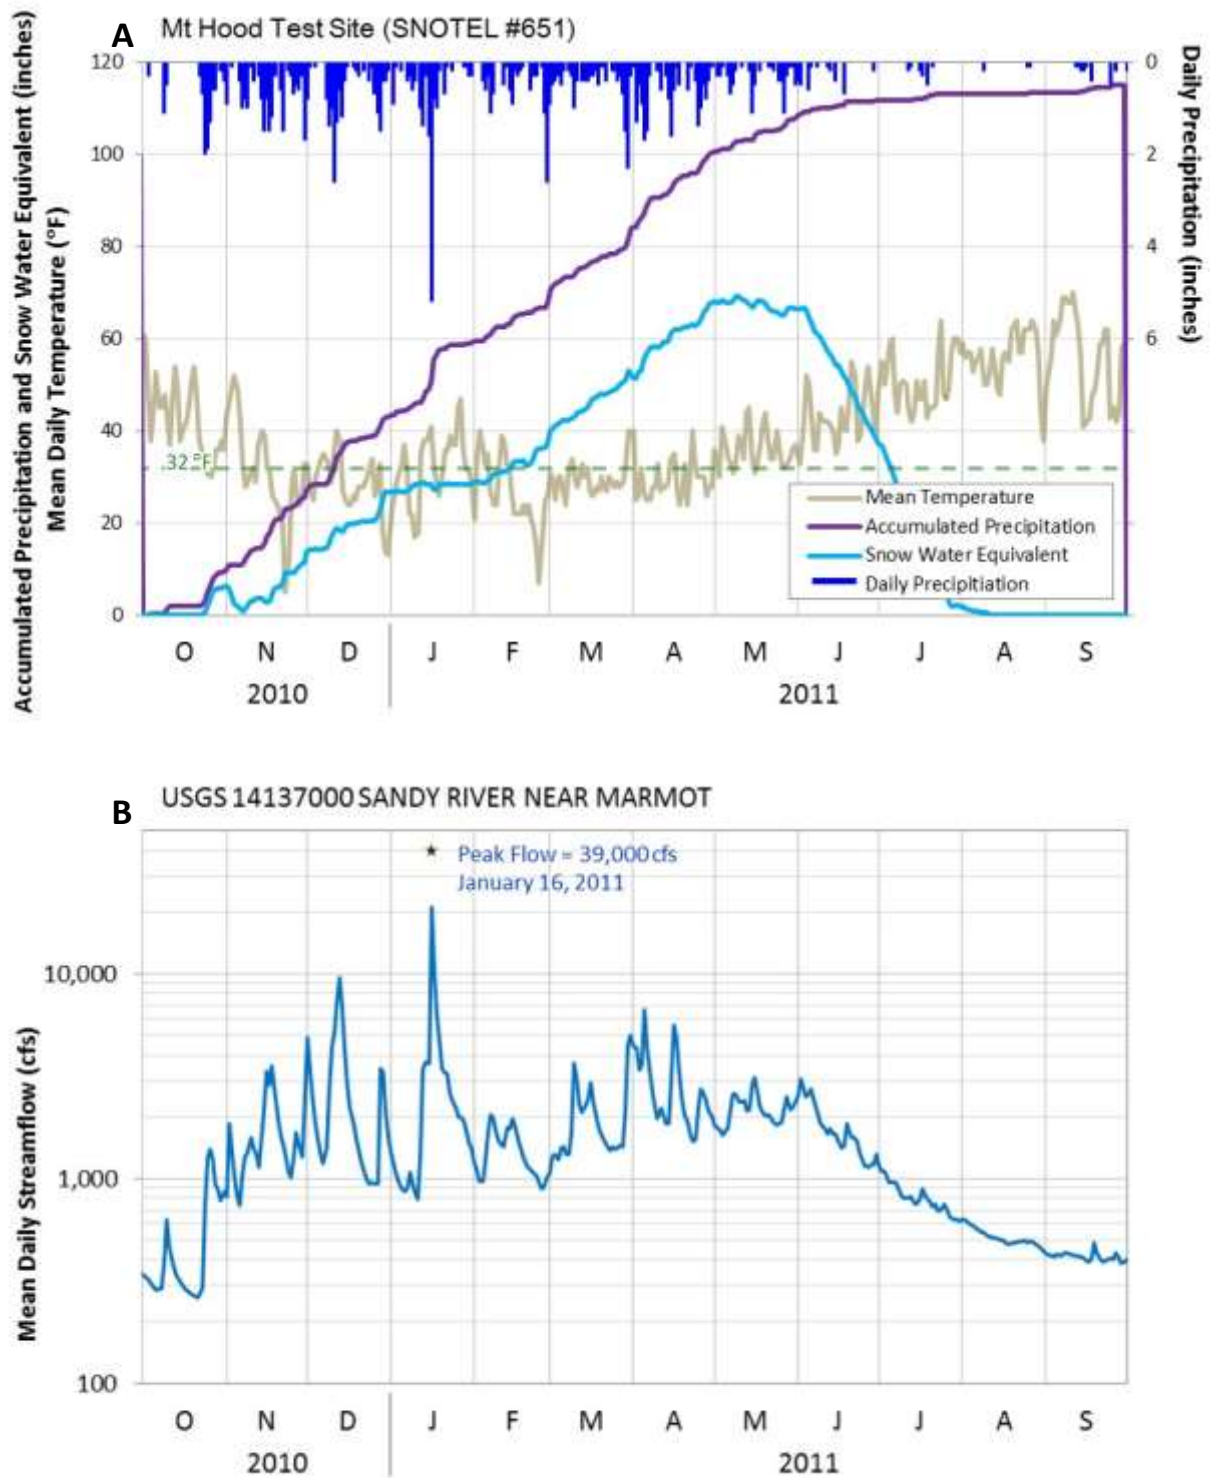 A
Mt Hood Test Site (SNOTEL #651)
Accumulated Precipitation and Snow Water Equivalent (inches)
Mean Daily Temperature (°F)
120
100
80
60
40
20
0
Daily Precipitation (inches)
0
2
4
6
32 °F
Mean Temperature
Accumulated Precipitation
Snow Water Equivalent
Daily Precipitiation
O N D J F M A M J J A S
2010 2011
B
USGS 14137000 SANDY RIVER NEAR MARMOT
Mean Daily Streamflow (cfs)
★ Peak Flow = 39,000 cfs
January 16, 2011
10,000
1,000
100
O N D J F M A M J J A S
2010 2011